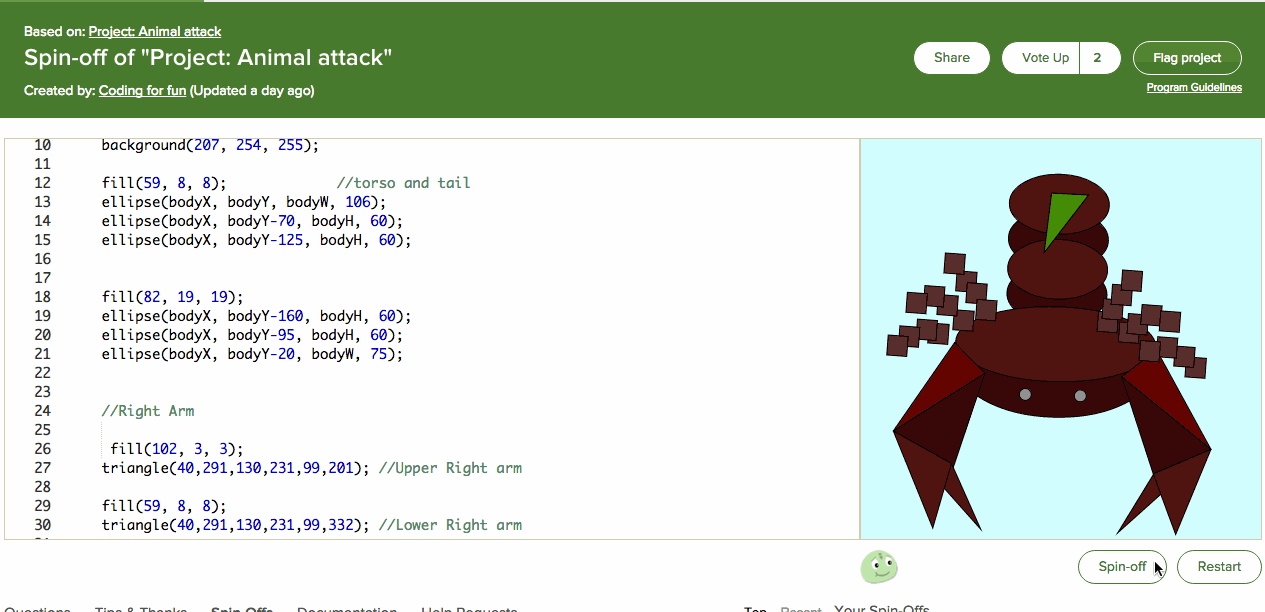 Based on: Project: Animal attack
Spin-off of "Project: Animal attack"
Created by: Coding for fun (Updated a day ago)
Share
Vote Up 2
Flag project
Program Guidelines
10 background(207, 254, 255);
11
12 fill(59, 8, 8); //torso and tail
13 ellipse(bodyX, bodyY, bodyW, 106);
14 ellipse(bodyX, bodyY-70, bodyH, 60);
15 ellipse(bodyX, bodyY-125, bodyH, 60);
16
17
18 fill(82, 19, 19);
19 ellipse(bodyX, bodyY-160, bodyH, 60);
20 ellipse(bodyX, bodyY-95, bodyH, 60);
21 ellipse(bodyX, bodyY-20, bodyW, 75);
22
23
24 //Right Arm
25
26 fill(102, 3, 3);
27 triangle(40,291,130,231,99,201); //Upper Right arm
28
29 fill(59, 8, 8);
30 triangle(40,291,130,231,99,332); //Lower Right arm
Spin-off
Restart
Questions Tips & Thanks Spin-Offs Documentation Help Requests
Top Recent Your Spin-Offs